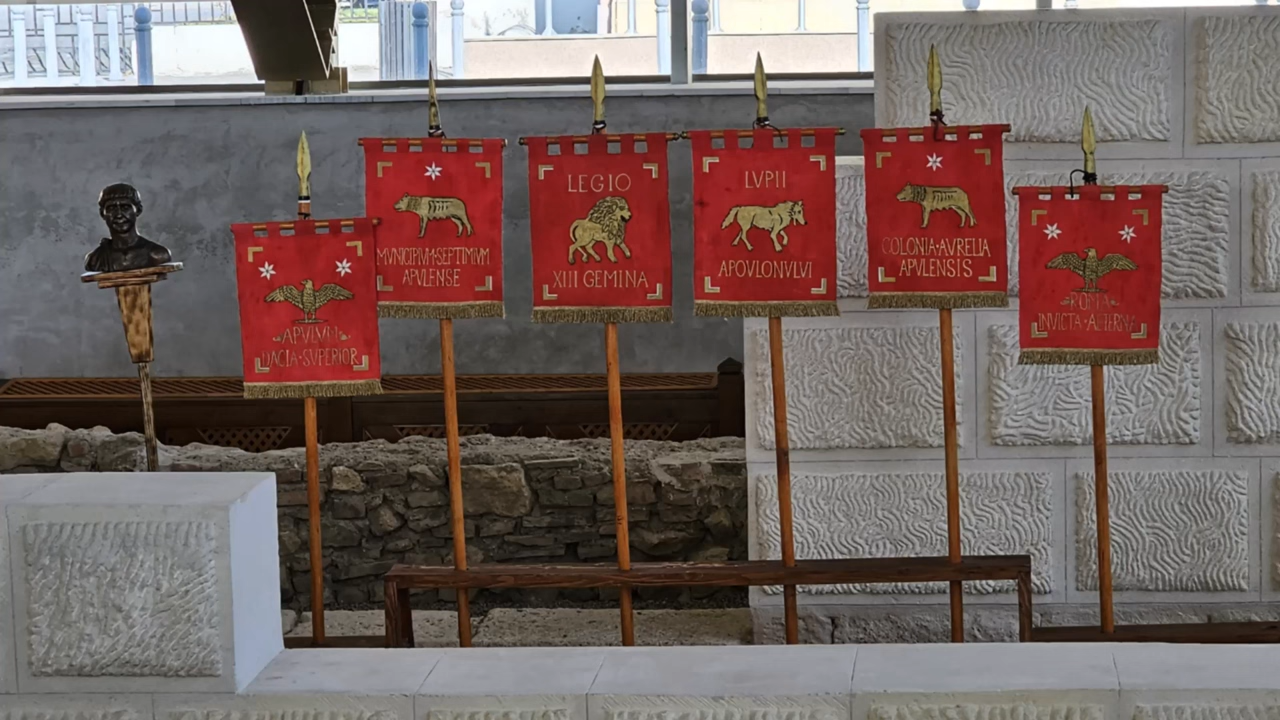 APVLVM
DACIA·SVPERIOR
MVNICIPIVM·SEPTIMIVM
APVLENSE
LEGIO
XIII GEMINA
LVPII
APOVLONVLVI
COLONIA·AVRELIA
APVLENSIS
ROMA
INVICTA·AETERNA